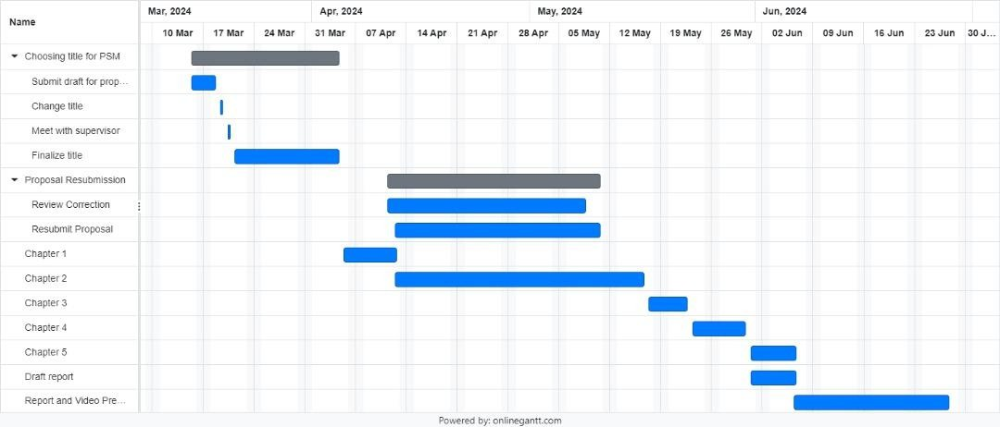 Name
Mar, 2024 Apr, 2024 May, 2024 Jun, 2024
10 Mar 17 Mar 24 Mar 31 Mar 07 Apr 14 Apr 21 Apr 28 Apr 05 May 12 May 19 May 26 May 02 Jun 09 Jun 16 Jun 23 Jun 30 J...
Choosing title for PSM
Submit draft for prop...
Change title
Meet with supervisor
Finalize title
Proposal Resubmission
Review Correction
Resubmit Proposal
Chapter 1
Chapter 2
Chapter 3
Chapter 4
Chapter 5
Draft report
Report and Video Pre...
Powered by: onlinegantt.com